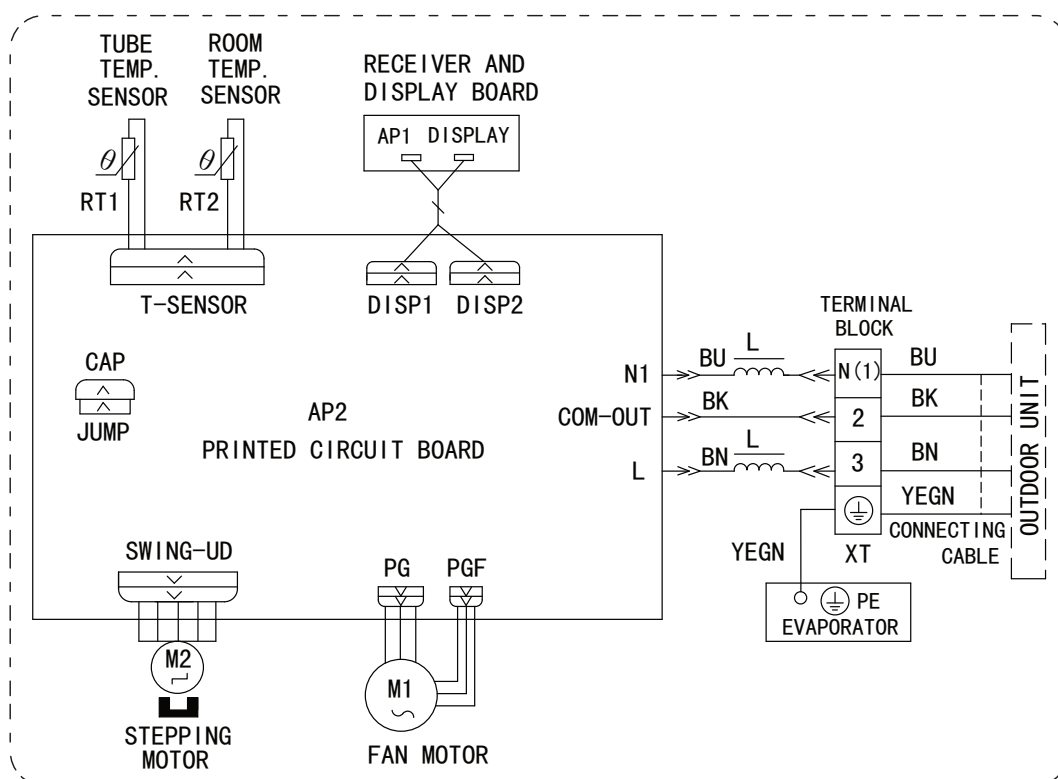 TUBE
TEMP.
SENSOR
ROOM
TEMP.
SENSOR
RECEIVER AND
DISPLAY BOARD
AP1 DISPLAY
θ
θ
RT1
RT2
T-SENSOR
DISP1
DISP2
TERMINAL
BLOCK
CAP
JUMP
AP2
PRINTED CIRCUIT BOARD
N1
BU
L
N(1)
BU
COM-OUT
BK
2
BK
L
BN
L
3
BN
YEGN
OUTDOOR UNIT
CONNECTING
CABLE
XT
YEGN
PE
EVAPORATOR
SWING-UD
PG
PGF
M2
STEPPING
MOTOR
M1
FAN MOTOR